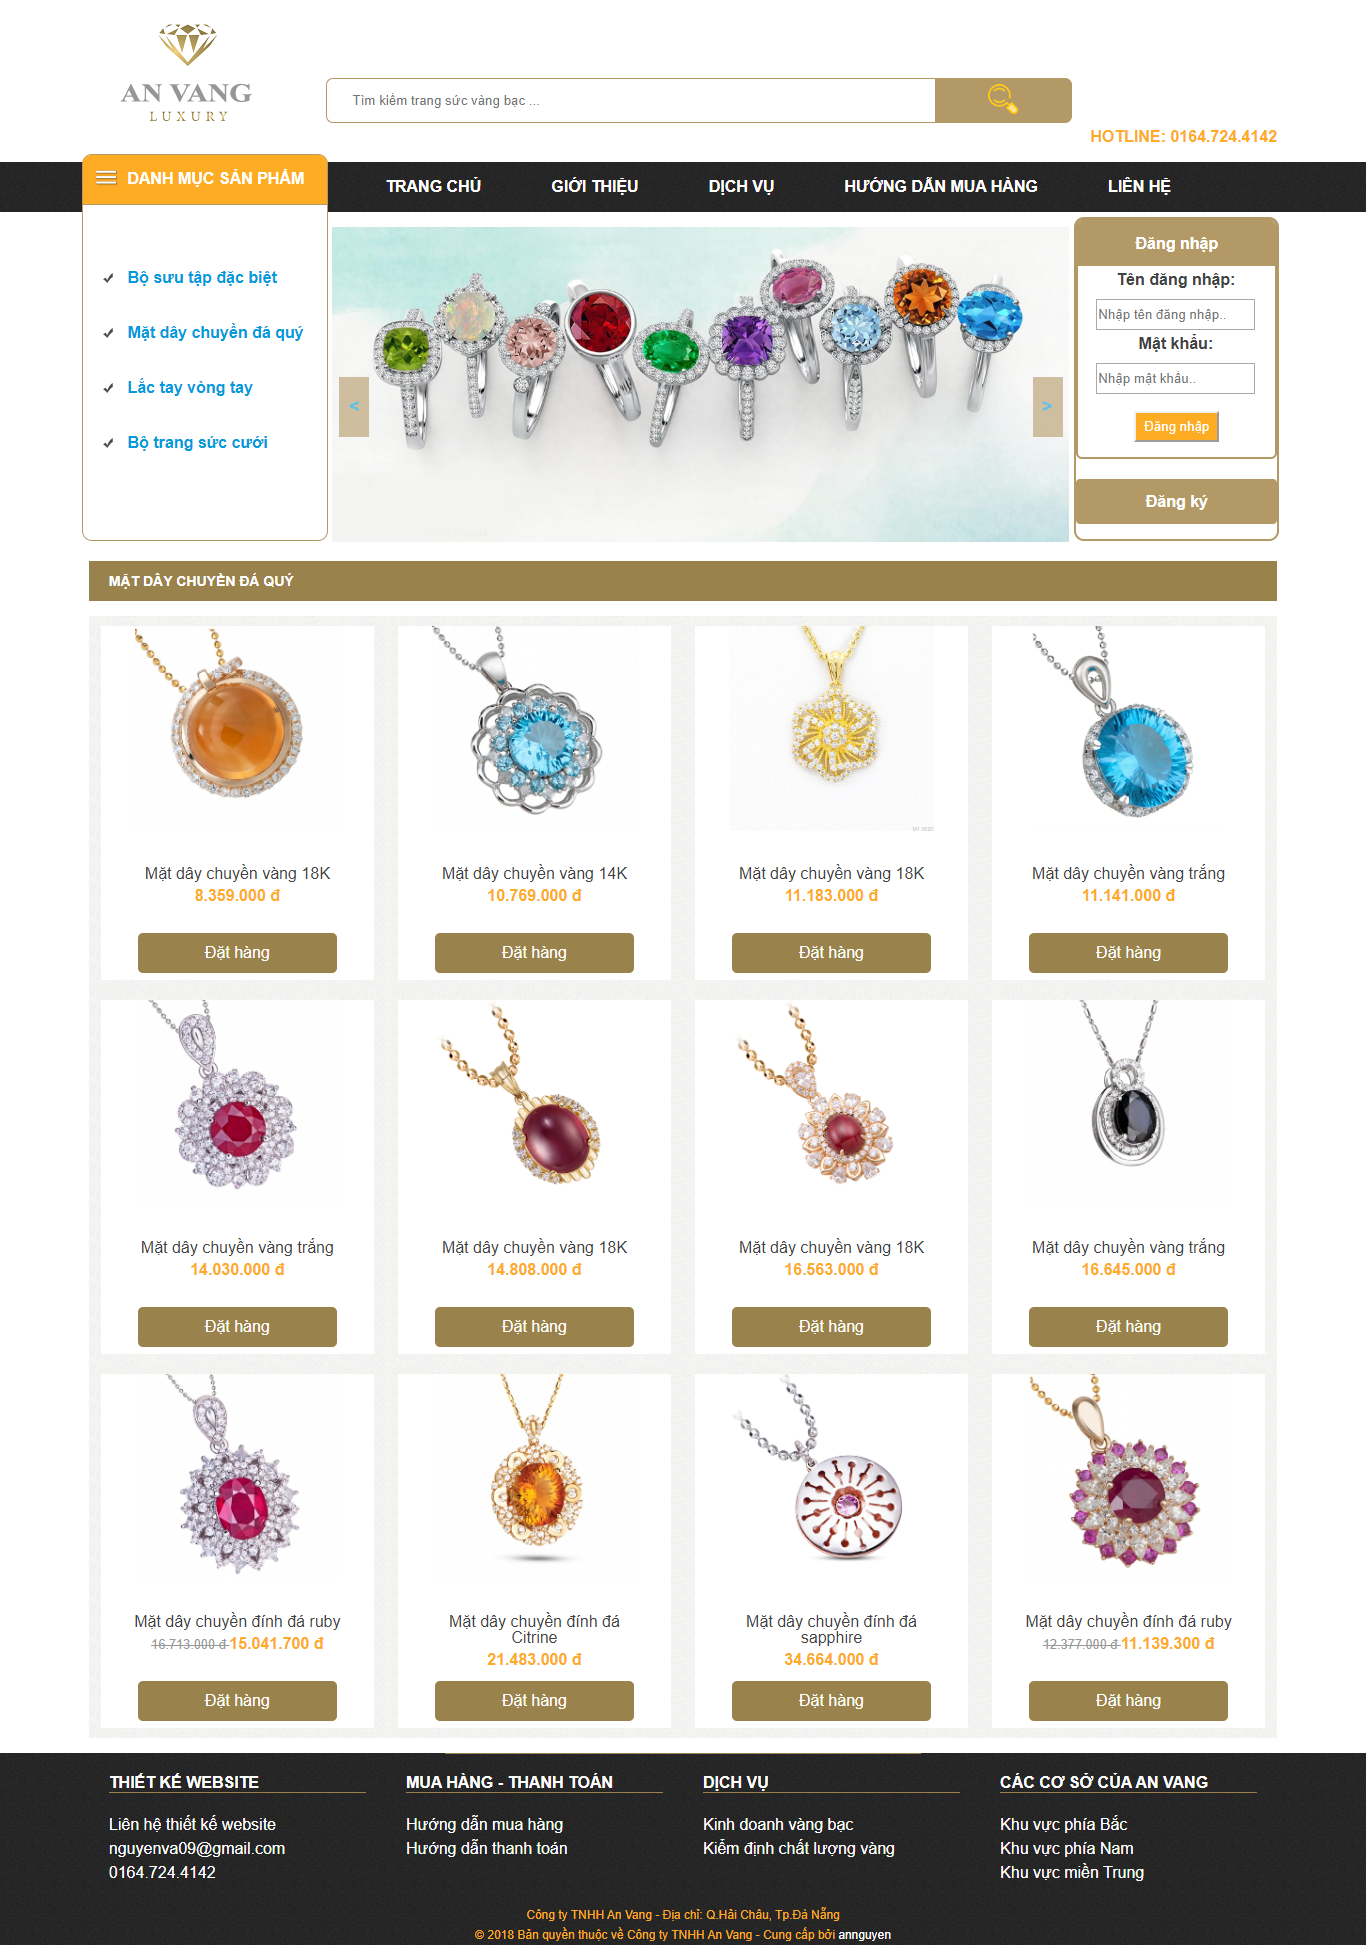 AN VANG
LUXURY
Tìm kiếm trang sức vàng bạc ...
HOTLINE: 0164.724.4142
DANH MỤC SẢN PHẨM
TRANG CHỦ
GIỚI THIỆU
DỊCH VỤ
HƯỚNG DẪN MUA HÀNG
LIÊN HỆ
Bộ sưu tập đặc biệt
Mặt dây chuyền đá quý
Lắc tay vòng tay
Bộ trang sức cưới
<
>
Đăng nhập
Tên đăng nhập:
Nhập tên đăng nhập..
Mật khẩu:
Nhập mật khẩu..
Đăng nhập
Đăng ký
MẶT DÂY CHUYỀN ĐÁ QUÝ
Mặt dây chuyền vàng 18K
8.359.000 đ
Đặt hàng
Mặt dây chuyền vàng 14K
10.769.000 đ
Đặt hàng
Mặt dây chuyền vàng 18K
11.183.000 đ
Đặt hàng
Mặt dây chuyền vàng trắng
11.141.000 đ
Đặt hàng
Mặt dây chuyền vàng trắng
14.030.000 đ
Đặt hàng
Mặt dây chuyền vàng 18K
14.808.000 đ
Đặt hàng
Mặt dây chuyền vàng 18K
16.563.000 đ
Đặt hàng
Mặt dây chuyền vàng trắng
16.645.000 đ
Đặt hàng
Mặt dây chuyền đính đá ruby
16.713.000 đ 15.041.700 đ
Đặt hàng
Mặt dây chuyền đính đá
Citrine
21.483.000 đ
Đặt hàng
Mặt dây chuyền đính đá
sapphire
34.664.000 đ
Đặt hàng
Mặt dây chuyền đính đá ruby
12.377.000 đ 11.139.300 đ
Đặt hàng
THIẾT KẾ WEBSITE
Liên hệ thiết kế website
nguyenva09@gmail.com
0164.724.4142
MUA HÀNG - THANH TOÁN
Hướng dẫn mua hàng
Hướng dẫn thanh toán
DỊCH VỤ
Kinh doanh vàng bạc
Kiểm định chất lượng vàng
CÁC CƠ SỞ CỦA AN VANG
Khu vực phía Bắc
Khu vực phía Nam
Khu vực miền Trung
Công ty TNHH An Vang - Địa chỉ: Q.Hải Châu, Tp.Đà Nẵng
© 2018 Bản quyền thuộc về Công ty TNHH An Vang - Cung cấp bởi annguyen